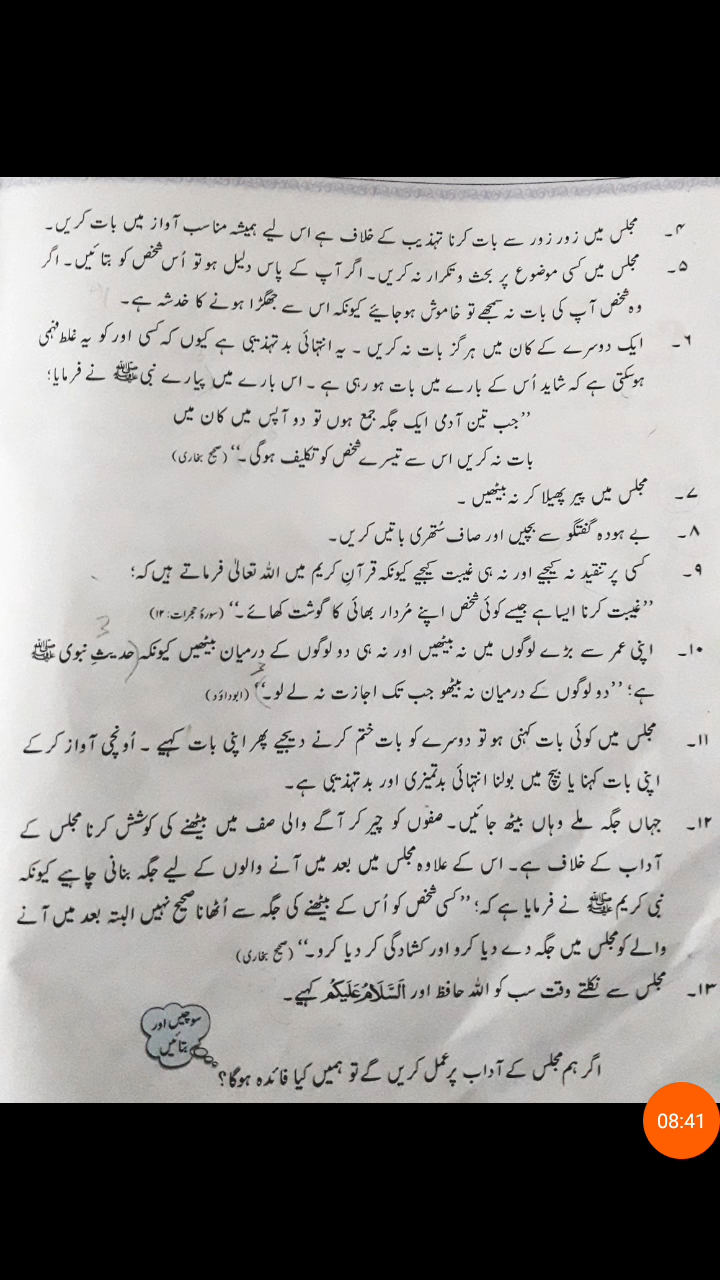 ۴۔ مجلس میں زور زور سے بات کرنا تہذیب کے خلاف ہے اس لیے ہمیشہ مناسب آواز میں بات کریں۔
۵۔ مجلس میں کسی موضوع پر بحث و تکرار نہ کریں۔ اگر آپ کے پاس دلیل ہو تو اُس شخص کو بتائیں۔ اگر
وہ شخص آپ کی بات نہ سمجھے تو خاموش ہوجائیے کیونکہ اس سے جھگڑا ہونے کا خدشہ ہے۔
۶۔ ایک دوسرے کے کان میں ہرگز بات نہ کریں ۔ یہ انتہائی بدتہذیبی ہے کیوں کہ کسی اور کو یہ غلط فہمی
ہوسکتی ہے کہ شاید اُس کے بارے میں بات ہو رہی ہے ۔ اس بارے میں پیارے نبی ﷺ نے فرمایا؛
’’جب تین آدمی ایک جگہ جمع ہوں تو دو آپس میں کان میں
بات نہ کریں اس سے تیسرے شخص کو تکلیف ہوگی۔‘‘ (صحیح بخاری)
۷۔ مجلس میں پیر پھیلا کر نہ بیٹھیں ۔
۸۔ بے ہودہ گفتگو سے بچیں اور صاف سُتھری باتیں کریں۔
۹۔ کسی پر تنقید نہ کیجیے اور نہ ہی غیبت کیجیے کیونکہ قرآنِ کریم میں اللہ تعالیٰ فرماتے ہیں کہ؛
’’غیبت کرنا ایسا ہے جیسے کوئی شخص اپنے مُردار بھائی کا گوشت کھائے۔‘‘ (سورۂ حجرات: ۱۲)
3
۱۰۔ اپنی عمر سے بڑے لوگوں میں نہ بیٹھیں اور نہ ہی دو لوگوں کے درمیان بیٹھیں کیونکہ حدیثِ نبوی ﷺ
ہے؛ ’’دو لوگوں کے درمیان نہ بیٹھو جب تک اجازت نہ لے لو۔‘‘ (ابوداؤد)
۱۱۔ مجلس میں کوئی بات کہنی ہو تو دوسرے کو بات ختم کرنے دیجیے پھر اپنی بات کہیے ۔ اُونچی آواز کرکے
اپنی بات کہنا یا بیچ میں بولنا انتہائی بدتمیزی اور بدتہذیبی ہے۔
۱۲۔ جہاں جگہ ملے وہاں بیٹھ جائیں۔ صفوں کو چیر کر آگے والی صف میں بیٹھنے کی کوشش کرنا مجلس کے
آداب کے خلاف ہے۔ اس کے علاوہ مجلس میں بعد میں آنے والوں کے لیے جگہ بنانی چاہیے کیونکہ
نبی کریم ﷺ نے فرمایا ہے کہ؛ ’’کسی شخص کو اُس کے بیٹھنے کی جگہ سے اُٹھانا صحیح نہیں البتہ بعد میں آنے
والے کو مجلس میں جگہ دے دیا کرو اور کشادگی کر دیا کرو۔‘‘ (صحیح بخاری)
۱۳۔ مجلس سے نکلتے وقت سب کو اللہ حافظ اور اَلسَّلَامُ عَلَیْکُمْ کہیے۔
سوچیں اور
بتائیں
اگر ہم مجلس کے آداب پر عمل کریں گے تو ہمیں کیا فائدہ ہوگا؟
08:41